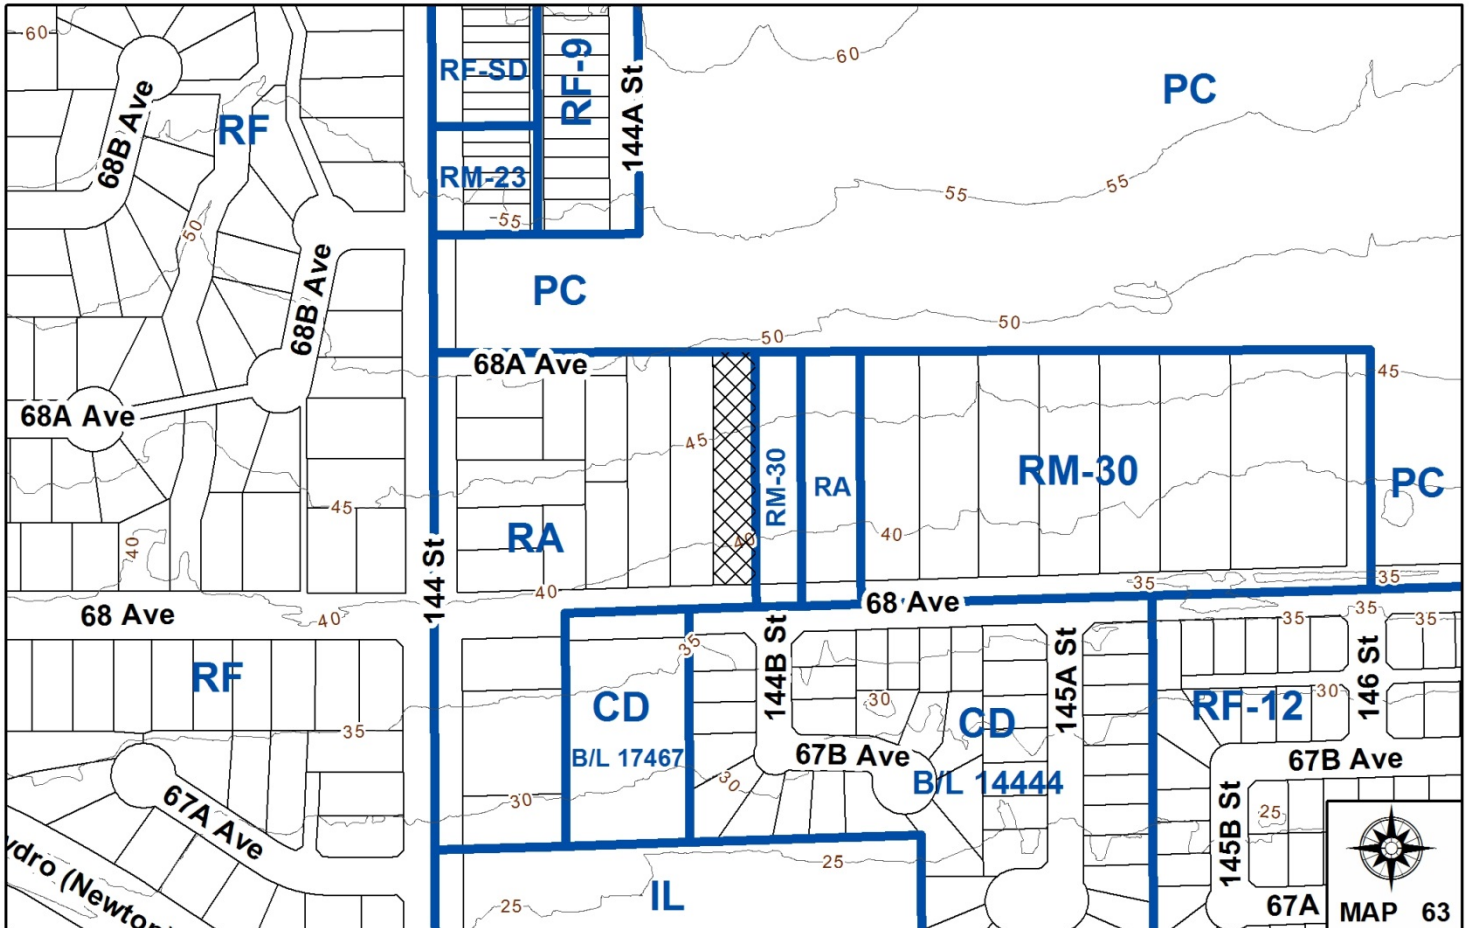 60
68B Ave
RF
50
68B Ave
RF-SD
RF-9
144A St
RM-23
55
60
PC
55
55
PC
50
50
68A Ave
68A Ave
45
40
144 St
RA
45
40
40
RM-30
RA
RM-30
40
45
PC
35
35
68 Ave
40
RF
35
67A Ave
ydro (Newton
68 Ave
CD
B/L 17467
35
144B St
30
30
67B Ave
CD
B/L 14444
145A St
30
25
IL
25
35
35
35
146 St
RF-12
30
67B Ave
145B St
25
67A
MAP 63